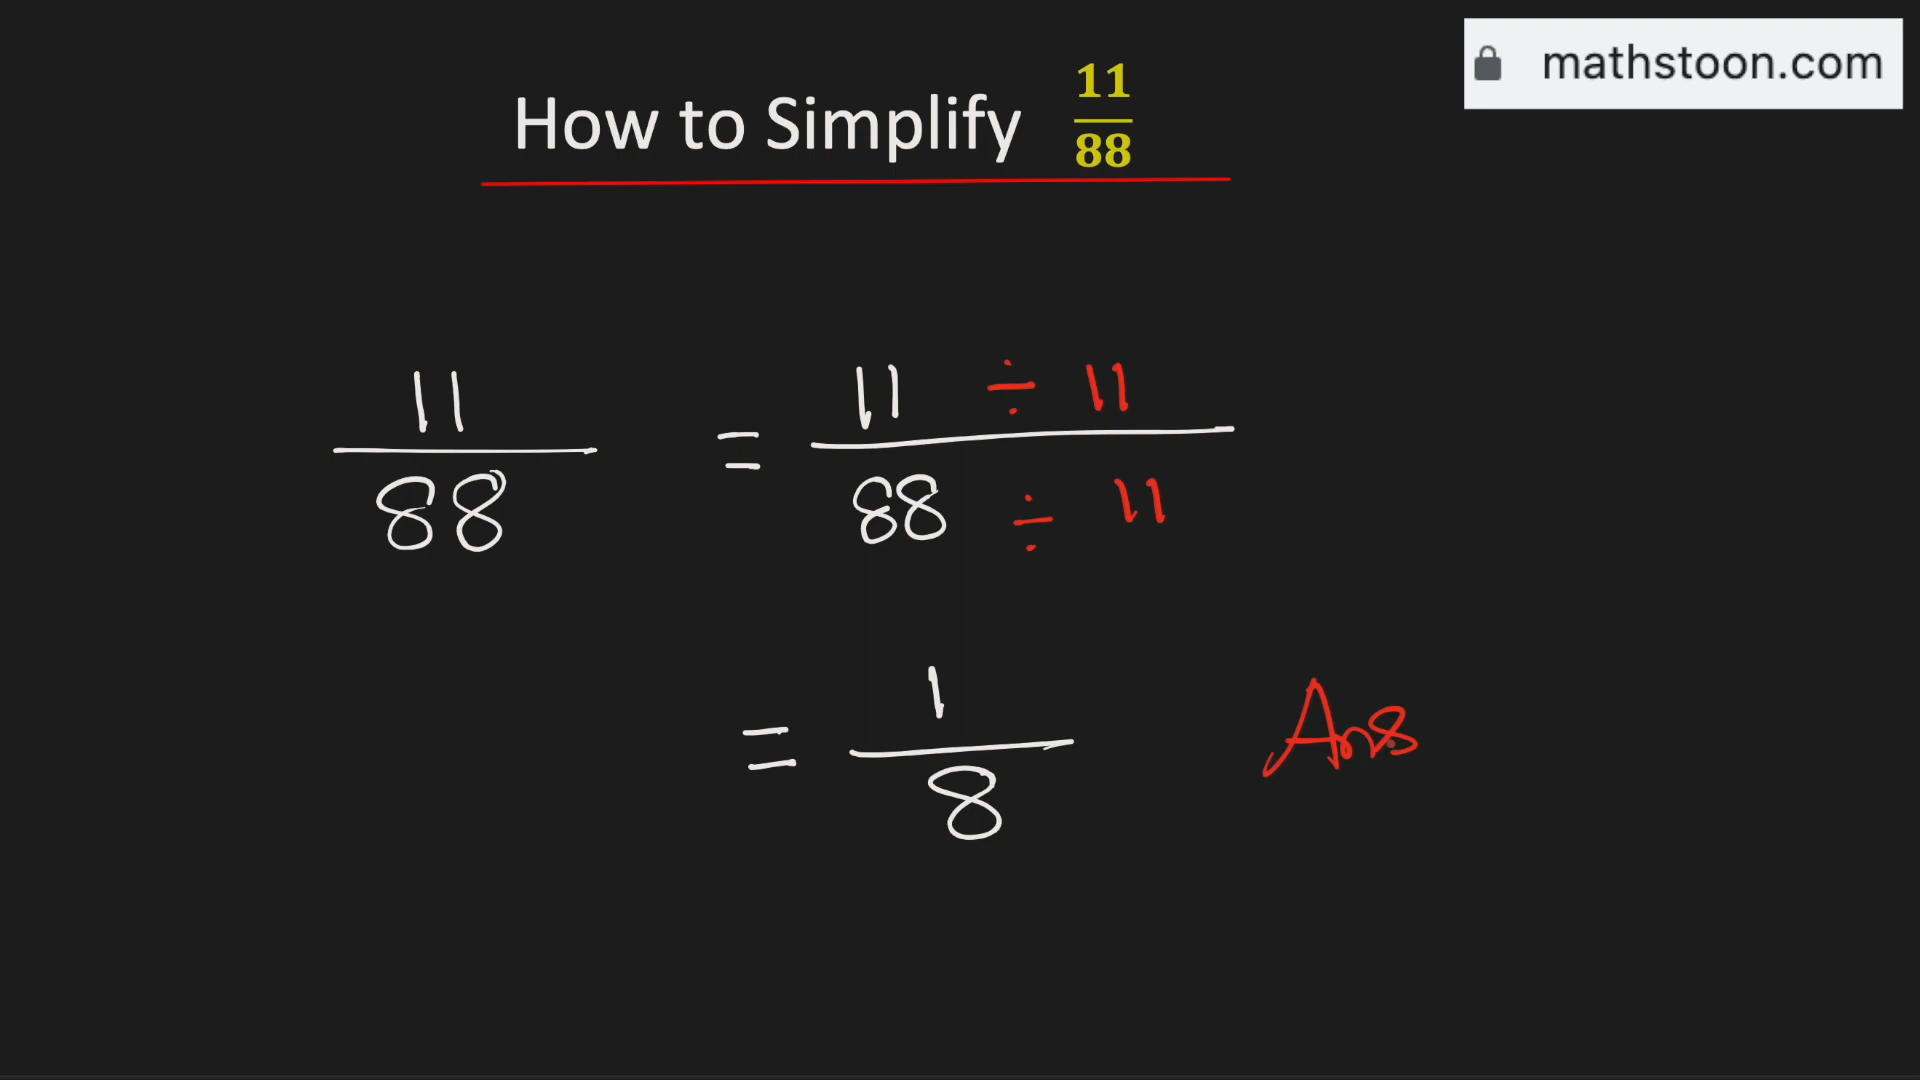 mathstoon.com
How to Simplify 11/88
11/88 = 11 ÷ 11 / 88 ÷ 11
= 1/8 Ans